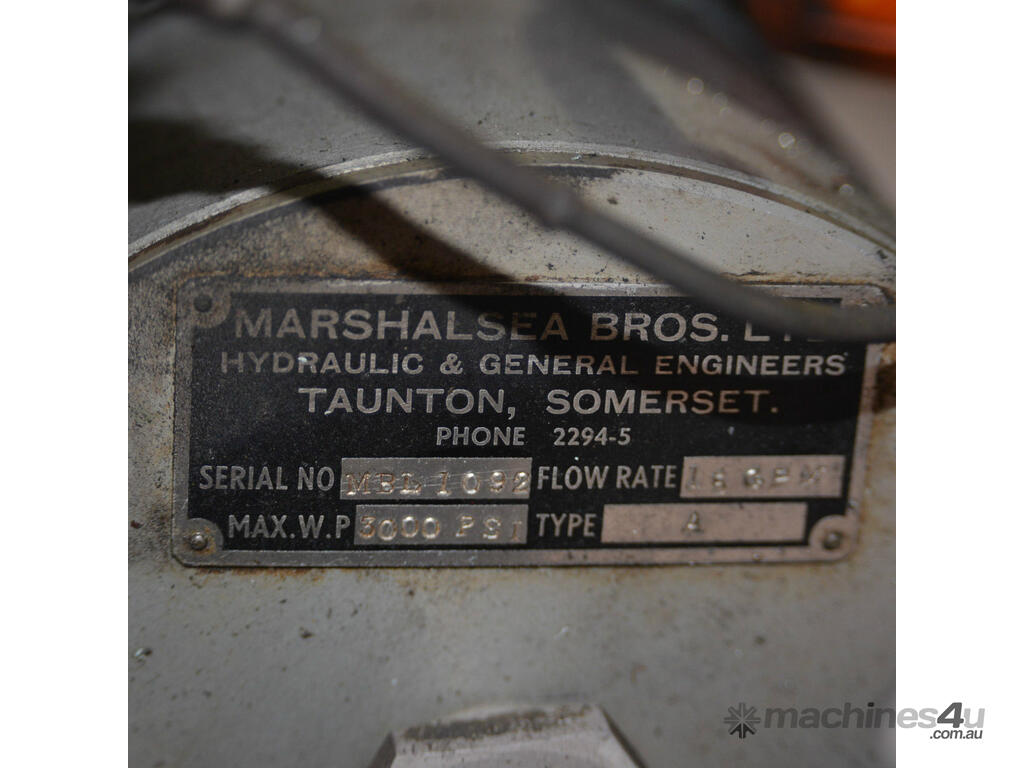 MARSHALSEA BROS.
HYDRAULIC & GENERAL ENGINEERS
TAUNTON, SOMERSET.
PHONE 2294-5
SERIAL NO MBL 1092 FLOW RATE GPM
MAX.W.P 3000 PSI TYPE A
machines4u
.com.au